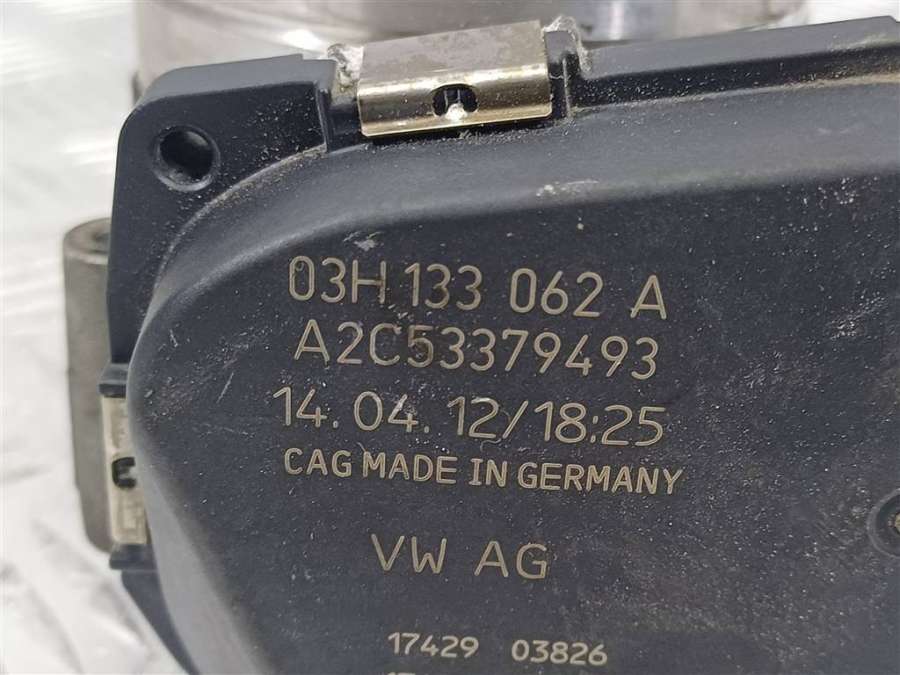 03H 133 062 A
A2C53379493
14.04.12/18:25
CAG MADE IN GERMANY
VW AG
17429 03826